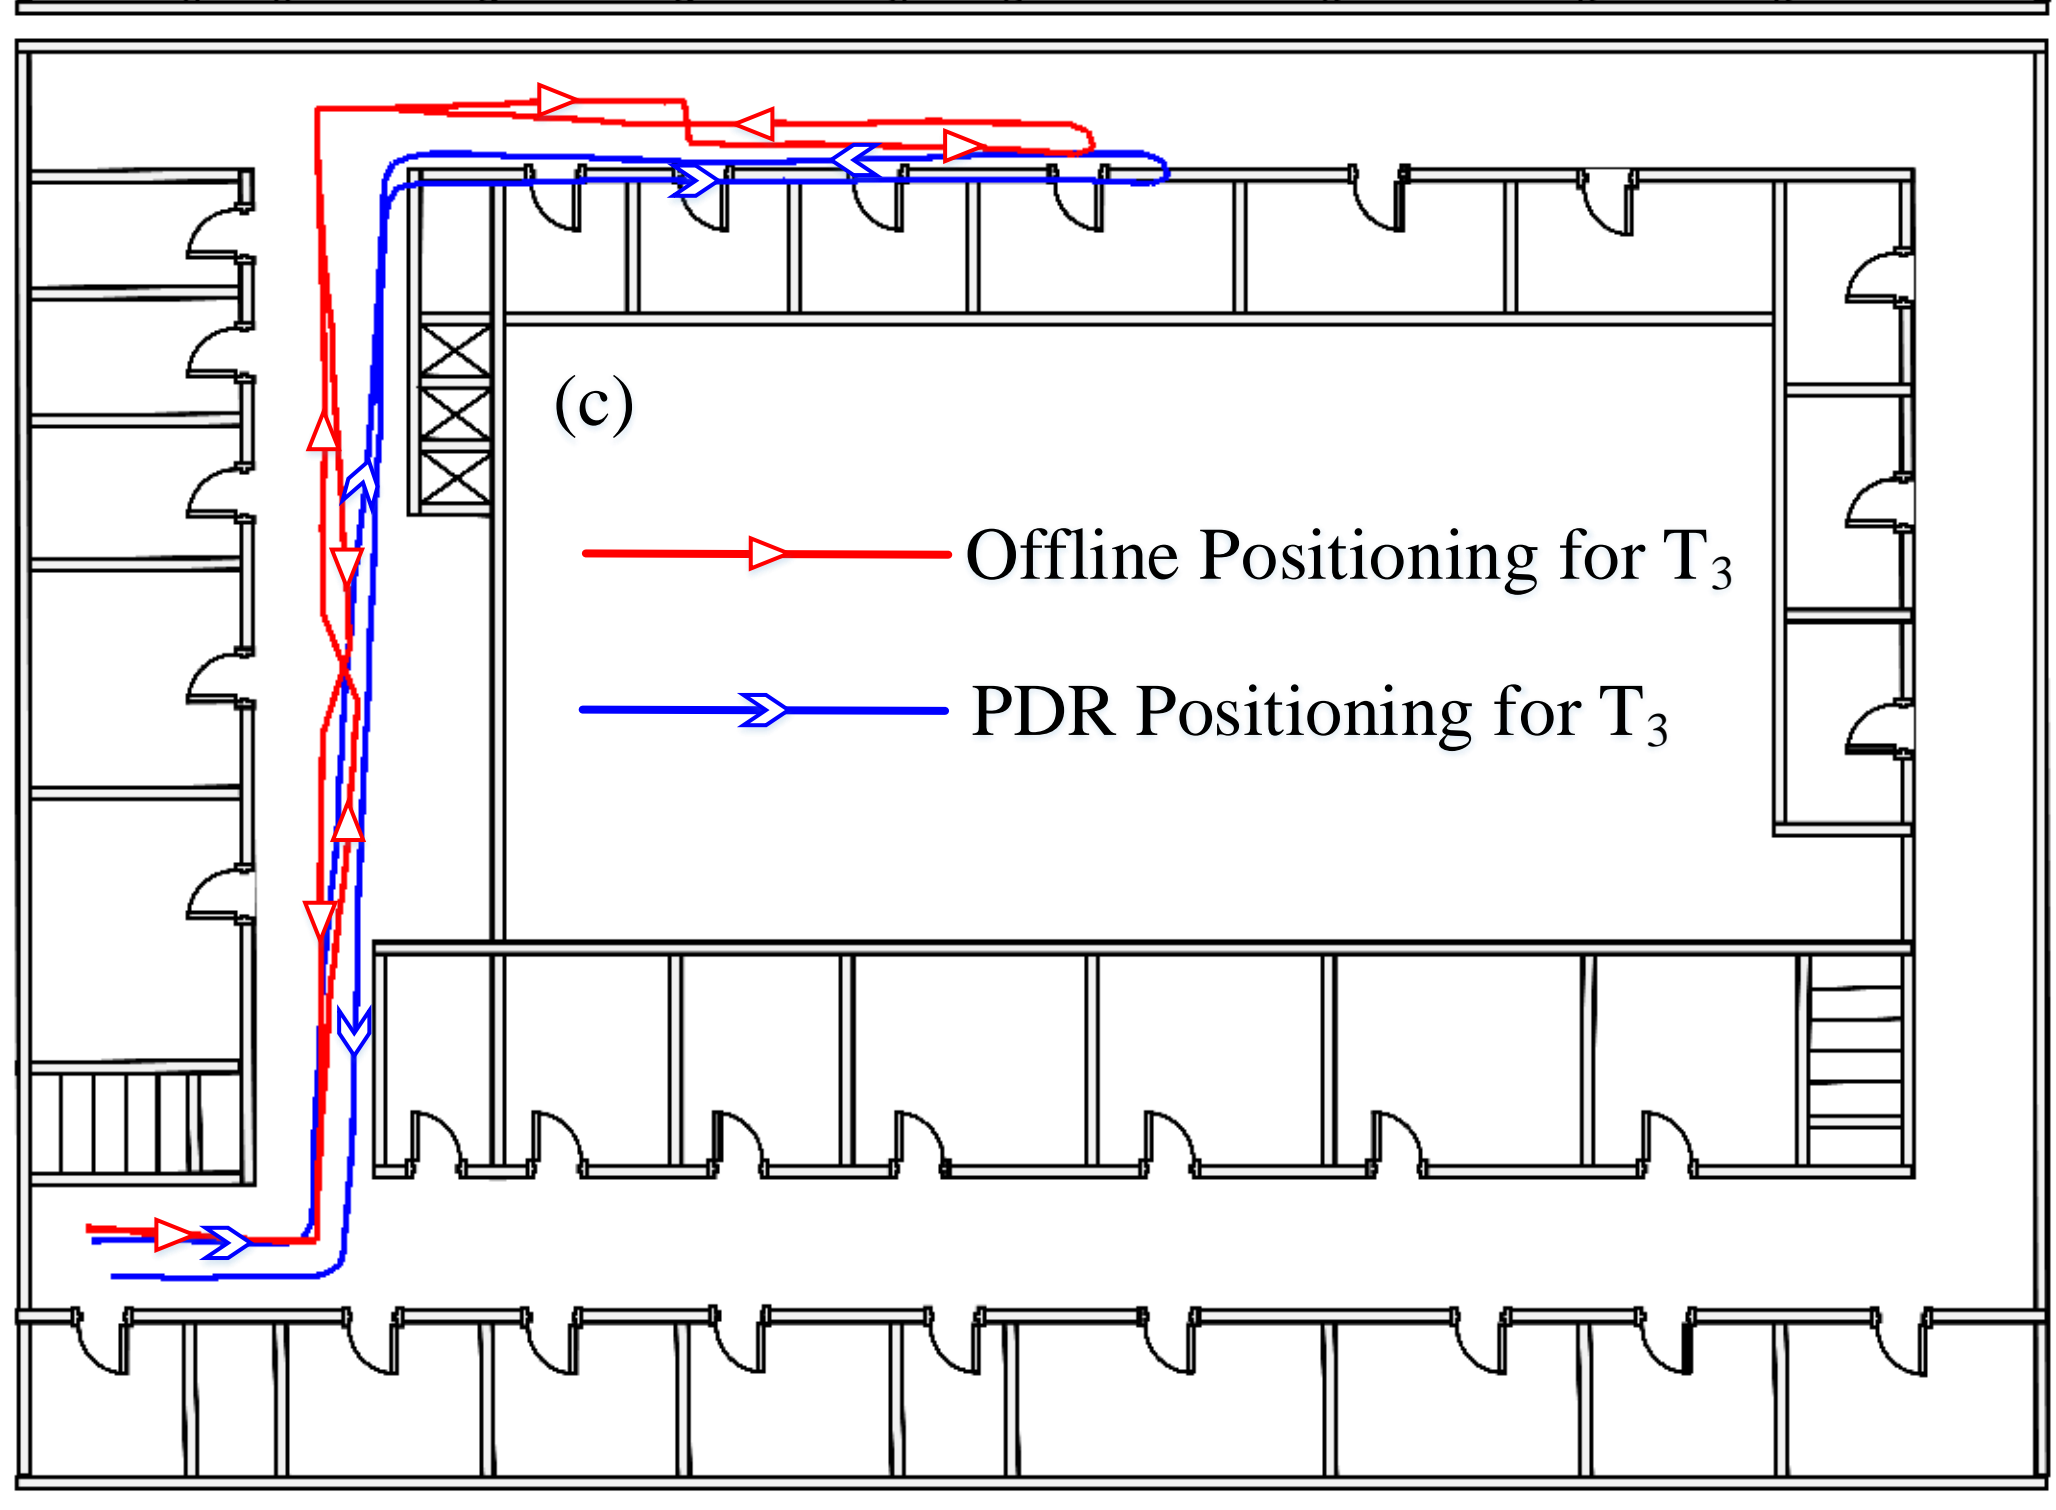 (c)
Offline Positioning for T₃
PDR Positioning for T₃